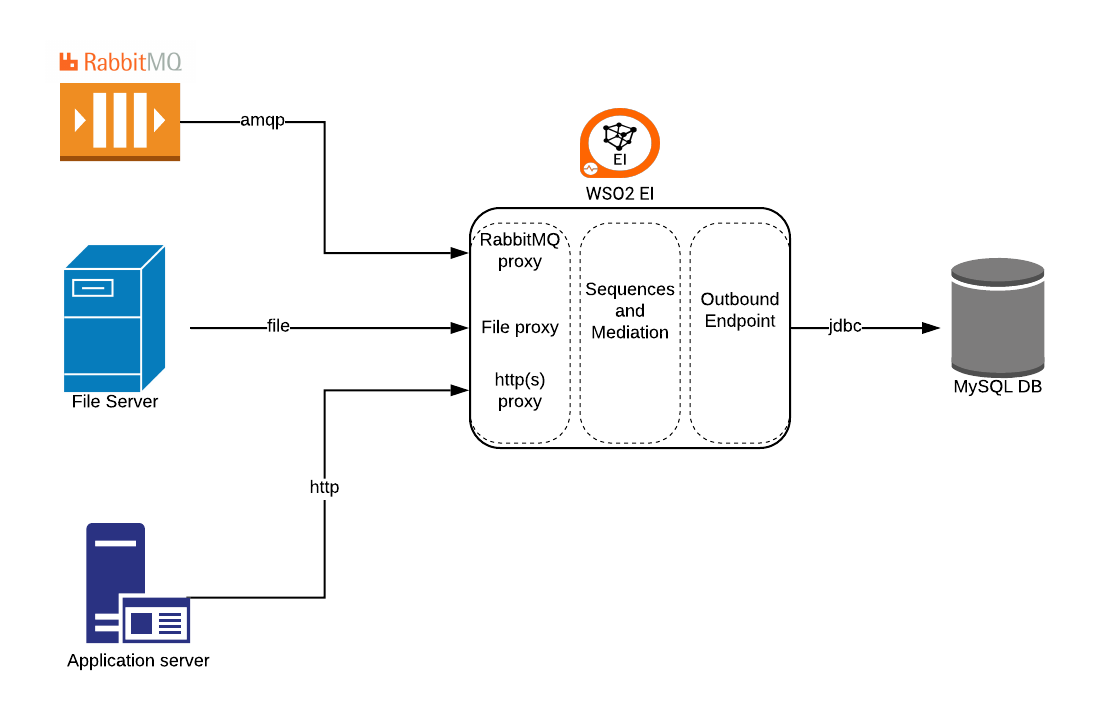 RabbitMQ
amqp
EI
WSO2 EI
RabbitMQ
proxy
Sequences
and
Mediation
Outbound
Endpoint
file
File proxy
jdbc
http(s)
proxy
MySQL DB
File Server
http
Application server